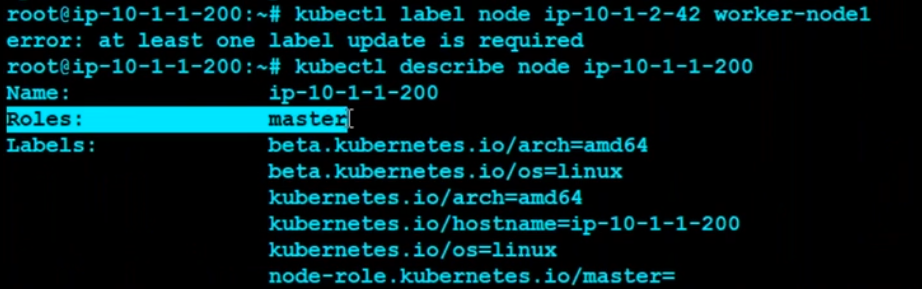 root@ip-10-1-1-200:~# kubectl label node ip-10-1-2-42 worker-node1
error: at least one label update is required
root@ip-10-1-1-200:~# kubectl describe node ip-10-1-1-200
Name: ip-10-1-1-200
Roles: master
Labels: beta.kubernetes.io/arch=amd64
beta.kubernetes.io/os=linux
kubernetes.io/arch=amd64
kubernetes.io/hostname=ip-10-1-1-200
kubernetes.io/os=linux
node-role.kubernetes.io/master=